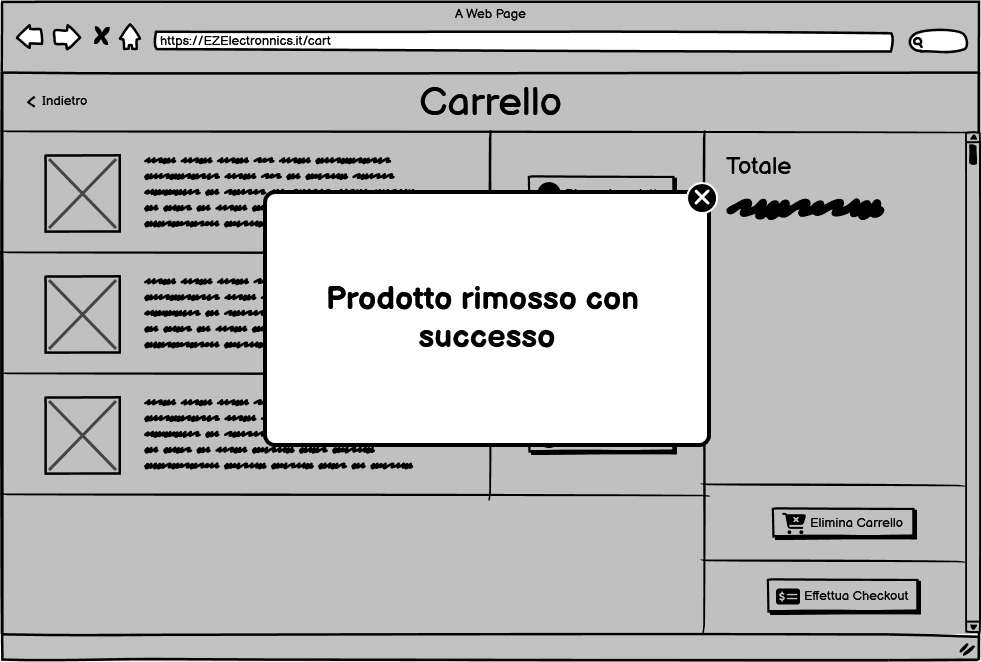 A Web Page
https://EZElectronnics.it/cart
Indietro
Carrello
Totale
Prodotto rimosso con
successo
Elimina Carrello
Effettua Checkout